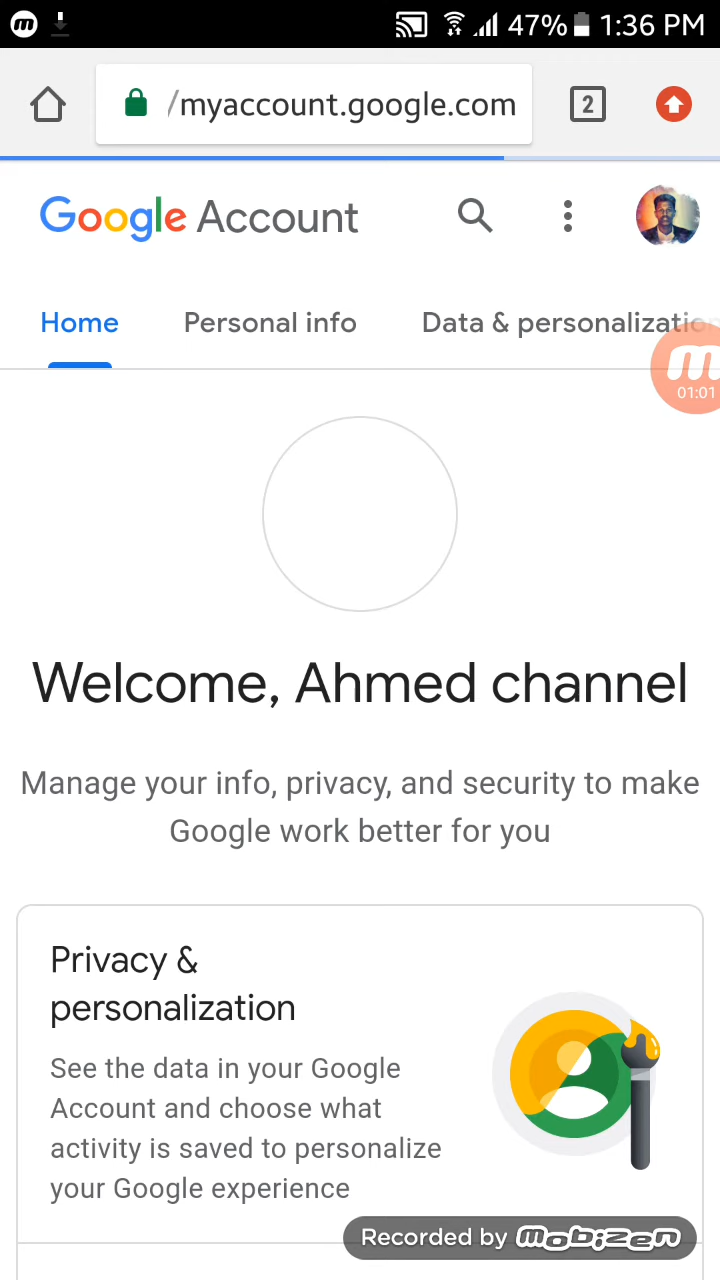 47% 1:36 PM
/myaccount.google.com
2
Google Account
Home Personal info Data & personalizatio
m
01:01
Welcome, Ahmed channel
Manage your info, privacy, and security to make
Google work better for you
Privacy &
personalization
See the data in your Google
Account and choose what
activity is saved to personalize
your Google experience
Recorded by mobizen